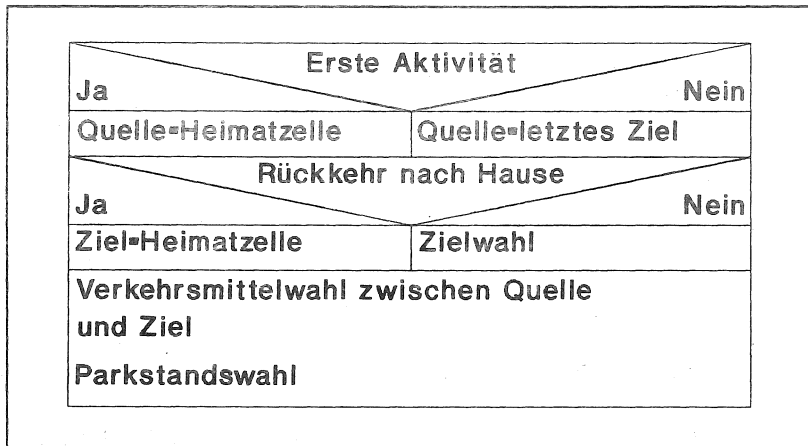 Erste Aktivität
Ja Nein
Quelle=Heimatzelle Quelle=letztes Ziel
Rückkehr nach Hause
Ja Nein
Ziel=Heimatzelle Zielwahl
Verkehrsmittelwahl zwischen Quelle
und Ziel
Parkstandswahl